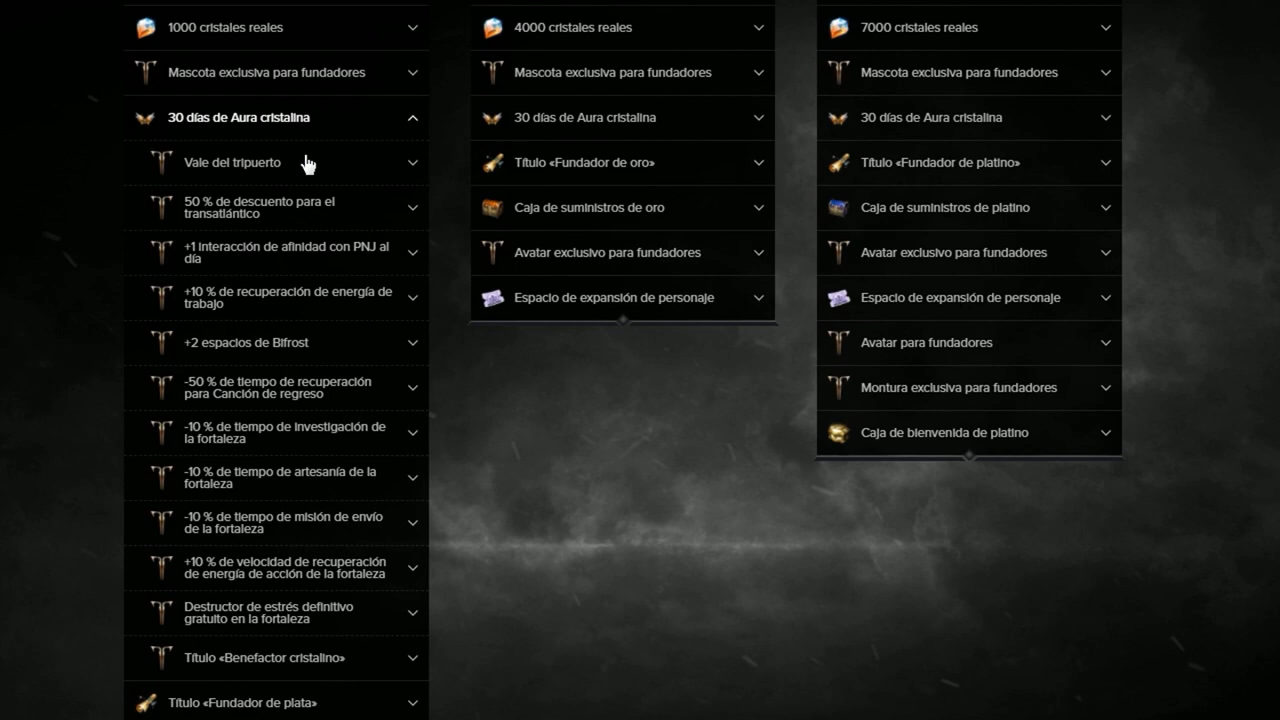 1000 cristales reales
Mascota exclusiva para fundadores
30 días de Aura cristalina
Vale del tripuerto
50 % de descuento para el
transatlántico
+1 interacción de afinidad con PNJ al
día
+10 % de recuperación de energía de
trabajo
+2 espacios de Bifrost
-50 % de tiempo de recuperación
para Canción de regreso
-10 % de tiempo de investigación de
la fortaleza
-10 % de tiempo de artesanía de la
fortaleza
-10 % de tiempo de misión de envío
de la fortaleza
+10 % de velocidad de recuperación
de energía de acción de la fortaleza
Destructor de estrés definitivo
gratuito en la fortaleza
Título «Benefactor cristalino»
Título «Fundador de plata»
4000 cristales reales
Mascota exclusiva para fundadores
30 días de Aura cristalina
Título «Fundador de oro»
Caja de suministros de oro
Avatar exclusivo para fundadores
Espacio de expansión de personaje
7000 cristales reales
Mascota exclusiva para fundadores
30 días de Aura cristalina
Título «Fundador de platino»
Caja de suministros de platino
Avatar exclusivo para fundadores
Espacio de expansión de personaje
Avatar para fundadores
Montura exclusiva para fundadores
Caja de bienvenida de platino